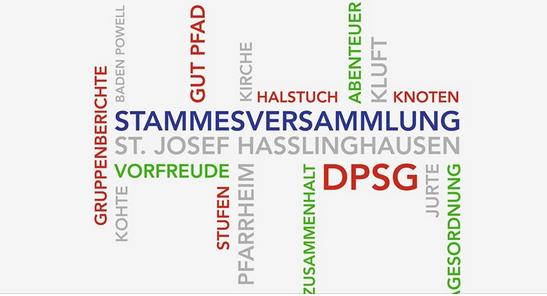 GRUPPENBERICHTE
BADEN POWELL
GUT PFAD
KIRCHE
HALSTUCH
ABENTEUER
KLUFT
KNOTEN
STAMMESVERSAMMLUNG
ST. JOSEF HASSLINGHAUSEN
VORFREUDE
KOHTE
STUFEN
PFARRHEIM
ZUSAMMENHALT
DPSG
JURTE
AGESORDNUNG